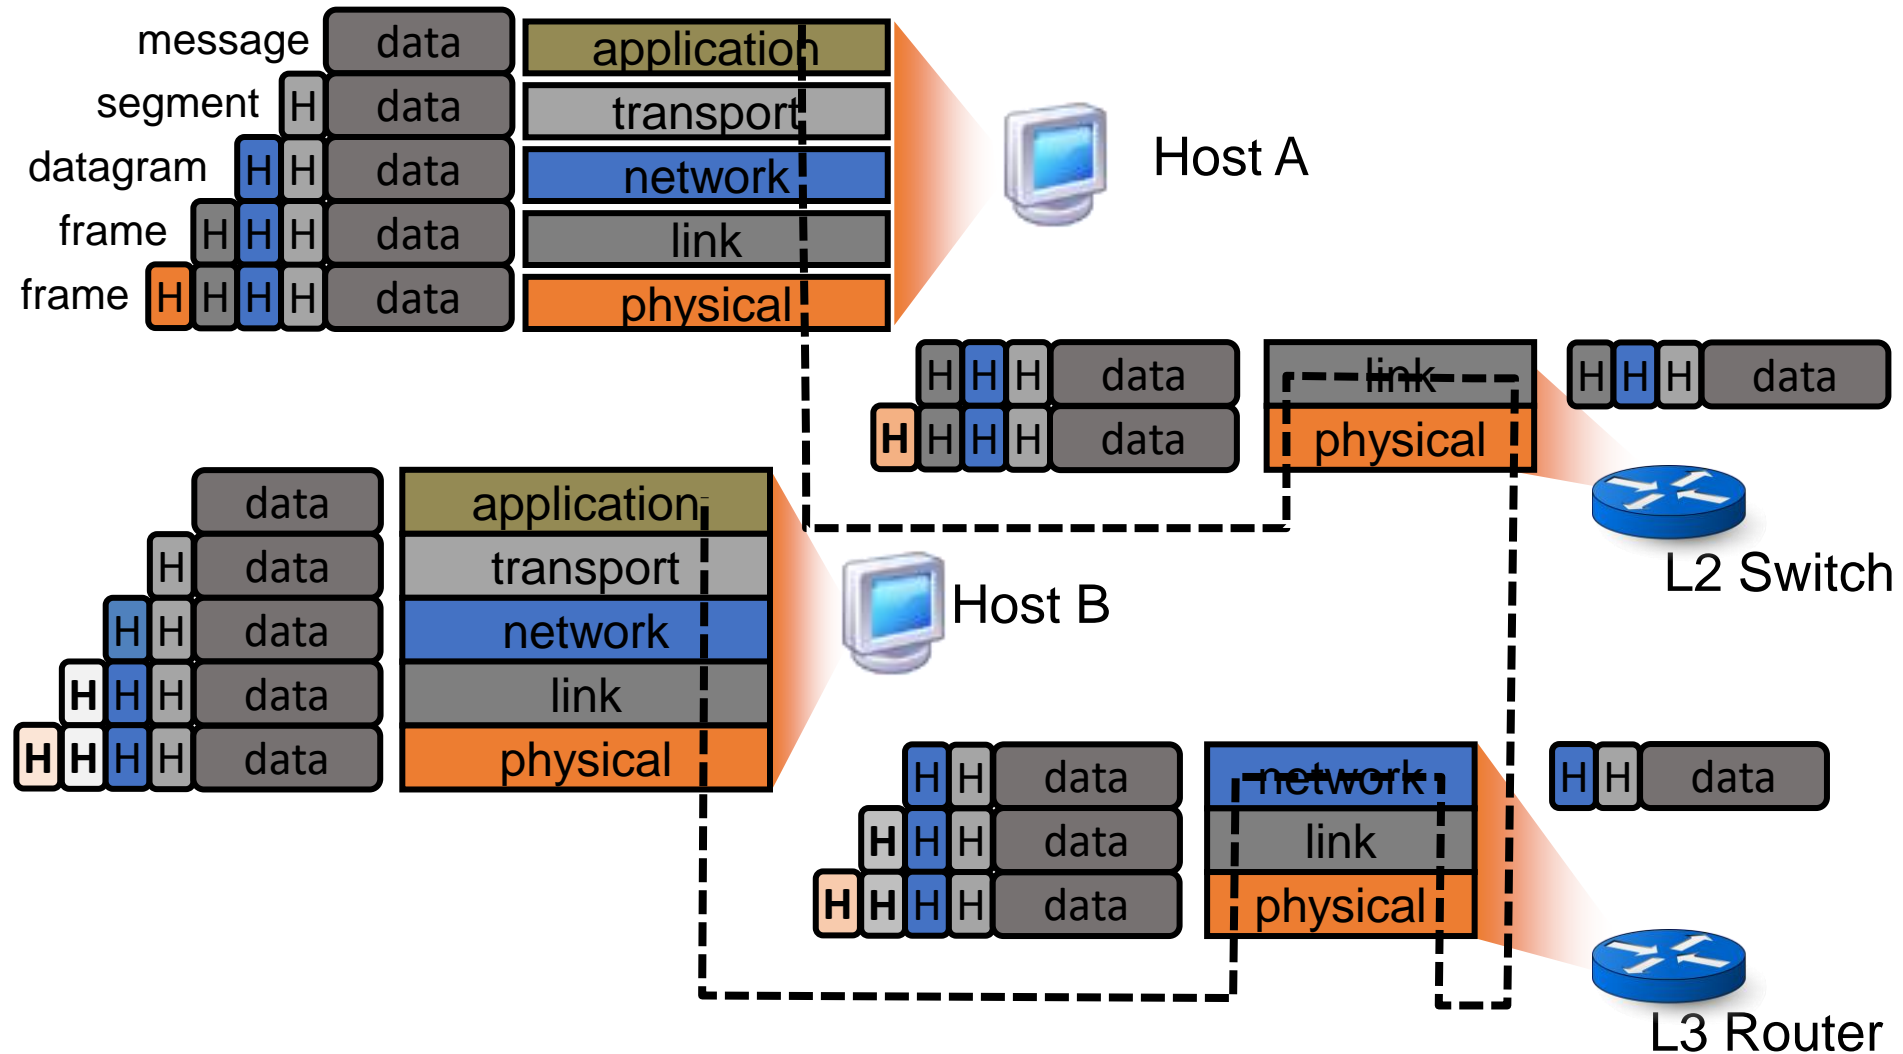 message data application
segment H data transport
datagram H H data network
frame H H H data link
frame H H H H data physical
Host A
H H H data link H H H data
H H H H data physical
L2 Switch
data application
H data transport
H H data network
H H H data link
H H H H data physical
Host B
H H data network H H data
H H H data link
H H H H data physical
L3 Router